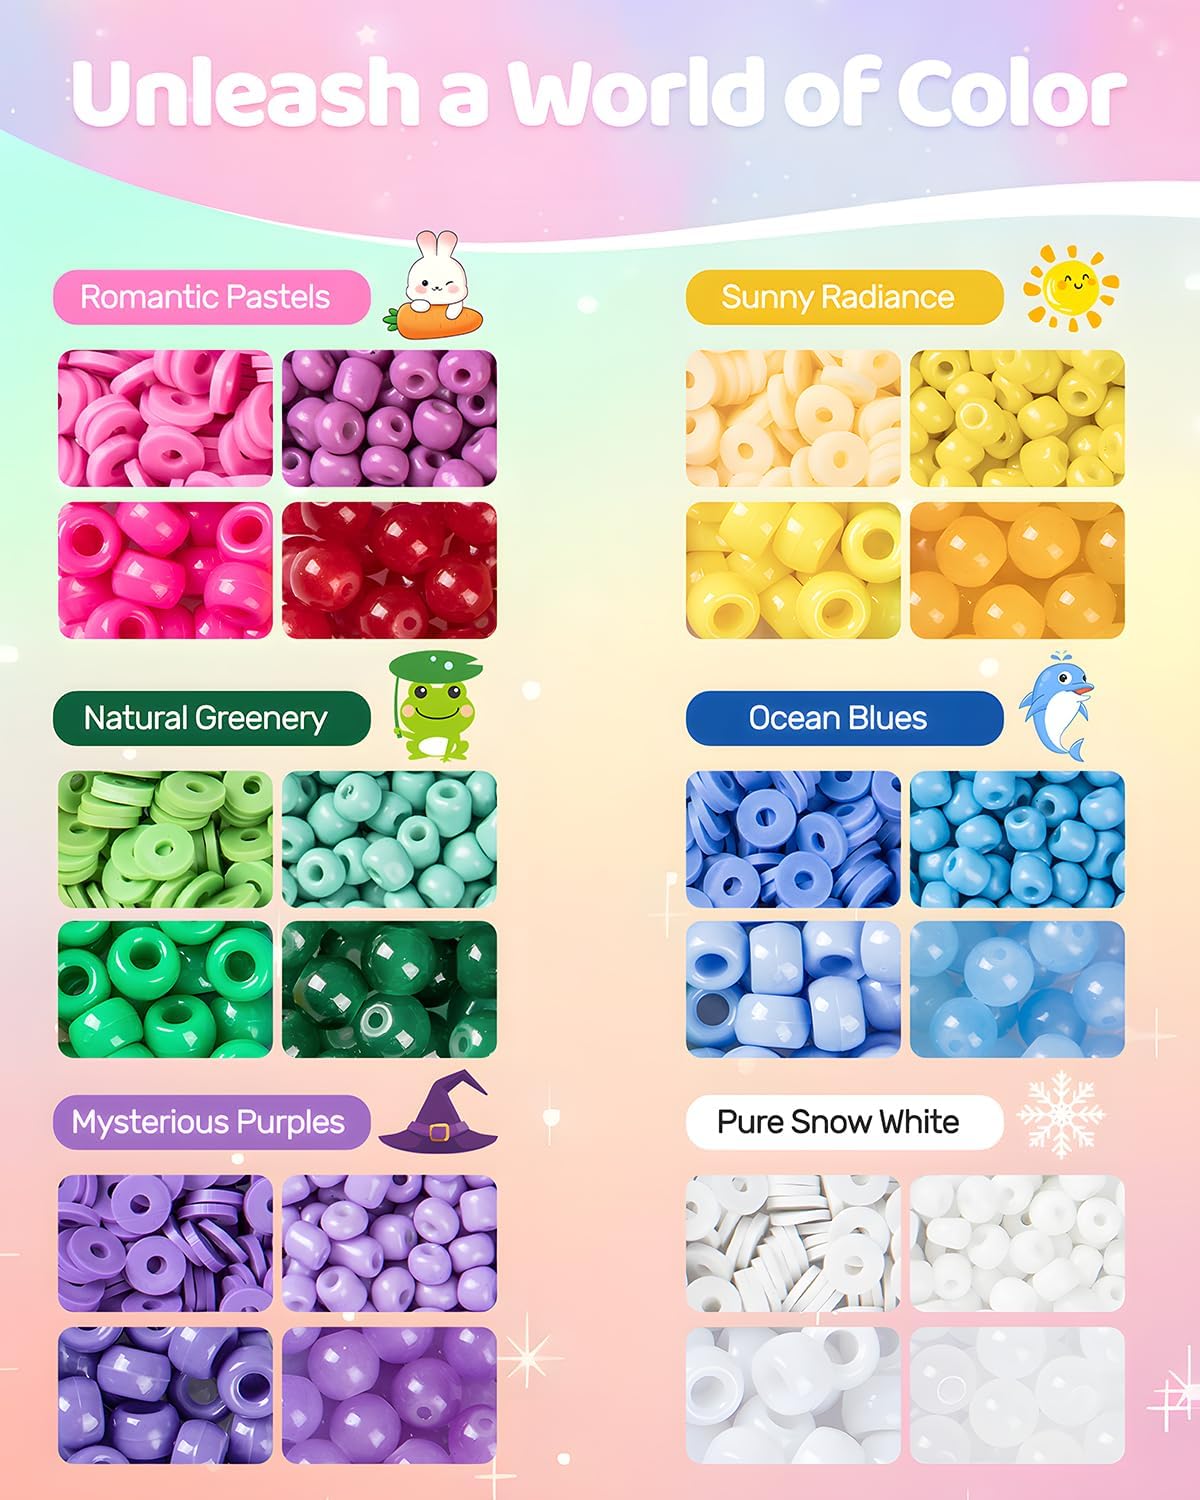 Unleash a World of Color
Romantic Pastels
Sunny Radiance
Natural Greenery
Ocean Blues
Mysterious Purples
Pure Snow White